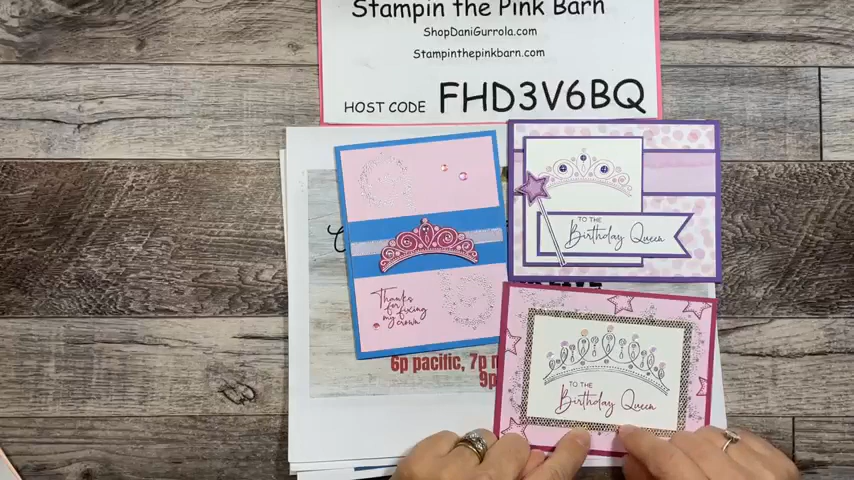 Stampin the Pink Barn
ShopDaniGurrola.com
Stampinthepinkbarn.com
HOST CODE FHD3V6BQ
TO THE
Birthday Queen
Thanks
for
fixing
my
crown
6p pacific, 7p
9p
TO THE
Birthday Queen